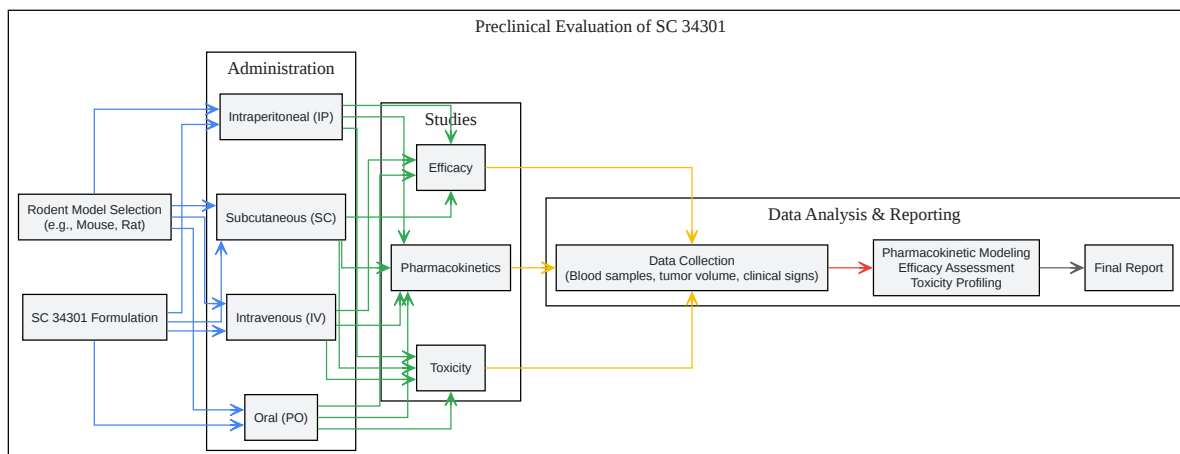 Preclinical Evaluation of SC 34301
Administration
Intraperitoneal (IP)
Subcutaneous (SC)
Intravenous (IV)
Oral (PO)
Rodent Model Selection
(e.g., Mouse, Rat)
SC 34301 Formulation
Studies
Efficacy
Pharmacokinetics
Toxicity
Data Analysis & Reporting
Data Collection
(Blood samples, tumor volume, clinical signs)
Pharmacokinetic Modeling
Efficacy Assessment
Toxicity Profiling
Final Report